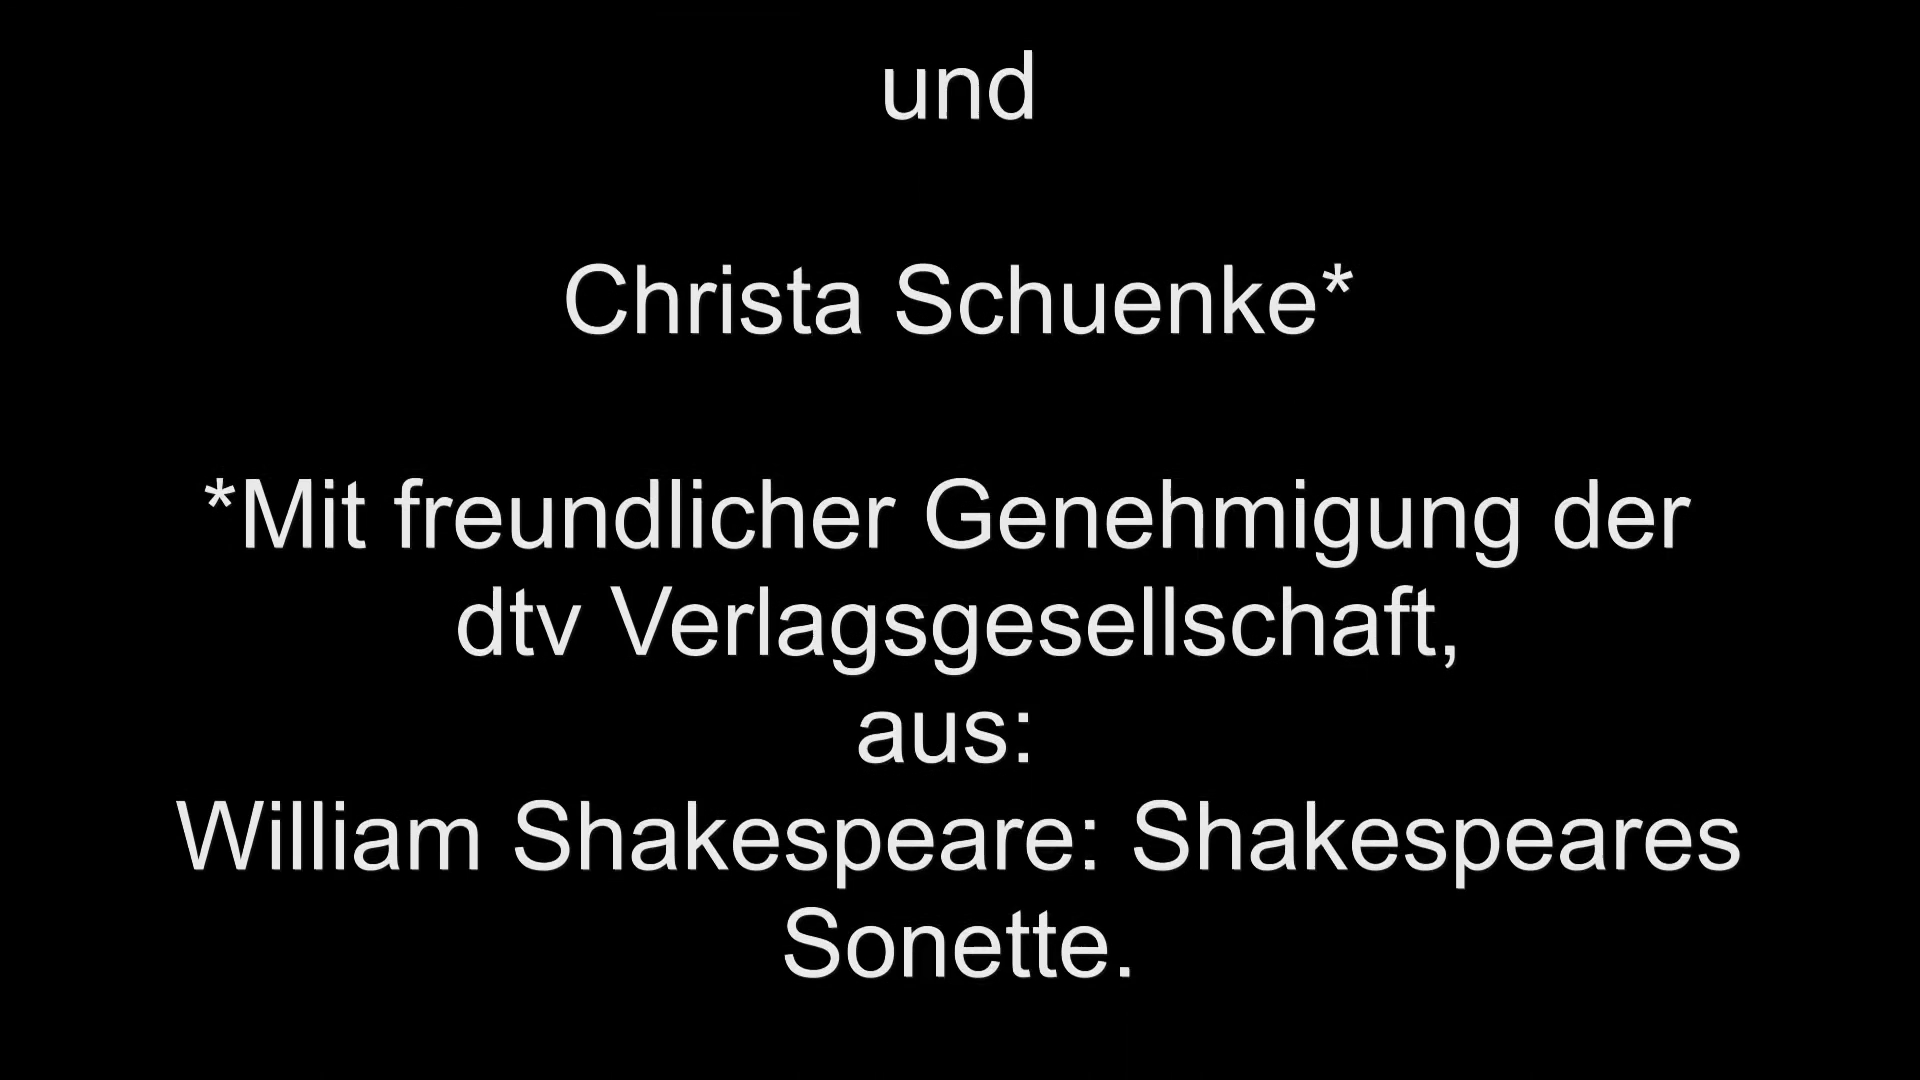 und
Christa Schuenke*
*Mit freundlicher Genehmigung der
dtv Verlagsgesellschaft,
aus:
William Shakespeare: Shakespeares
Sonette.